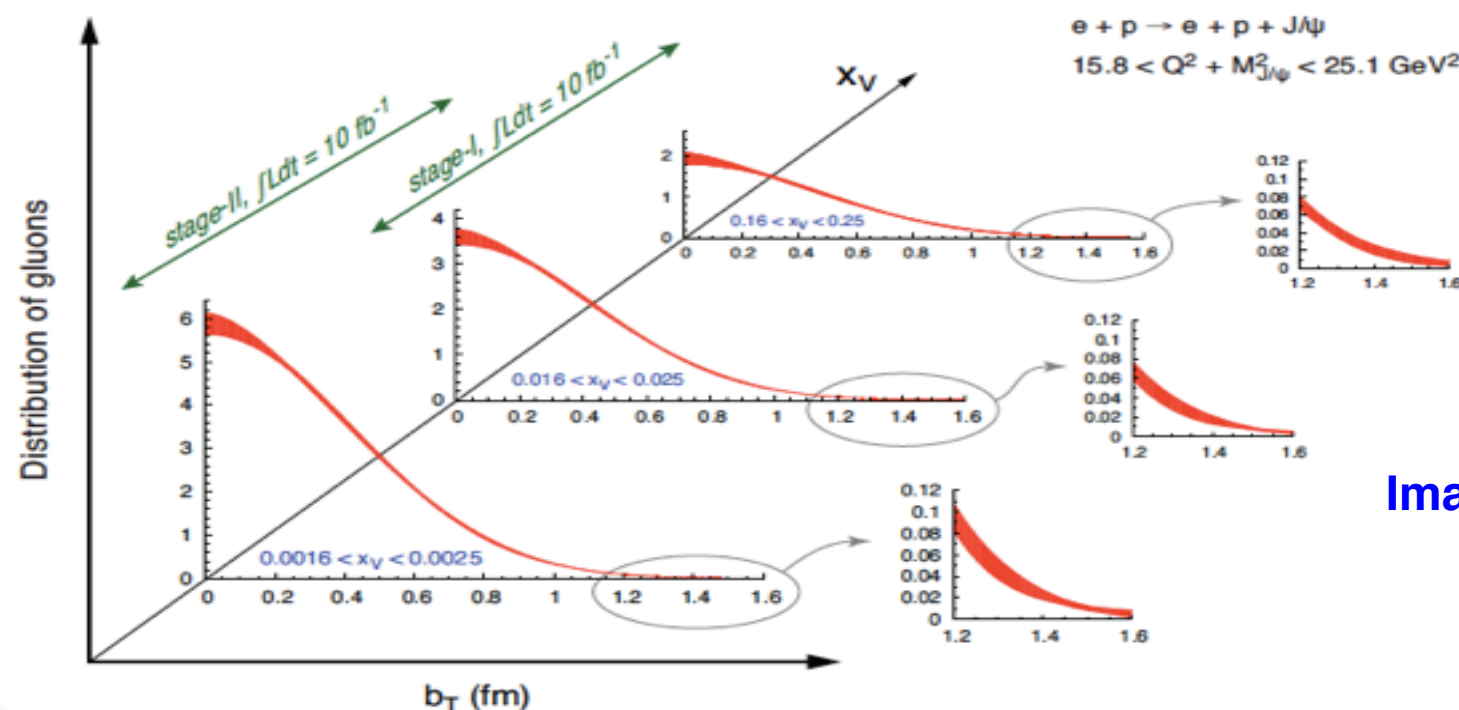 e + p → e + p + J/ψ
15.8 < Q² + M²J/ψ < 25.1 GeV²
xV
stage-II, ∫Ldt = 10 fb⁻¹
stage-I, ∫Ldt = 10 fb⁻¹
Distribution of gluons
2
1
0
0.16 < xV < 0.25
0 0.2 0.4 0.6 0.8 1 1.2 1.4 1.6
0.12
0.1
0.08
0.06
0.04
0.02
0
1.2 1.4 1.6
4
3
2
1
0
0.016 < xV < 0.025
0 0.2 0.4 0.6 0.8 1 1.2 1.4 1.6
0.12
0.1
0.08
0.06
0.04
0.02
0
1.2 1.4 1.6
6
5
4
3
2
1
0
0.0016 < xV < 0.0025
0 0.2 0.4 0.6 0.8 1 1.2 1.4 1.6
0.12
0.1
0.08
0.06
0.04
0.02
0
1.2 1.4 1.6
Ima
bT (fm)